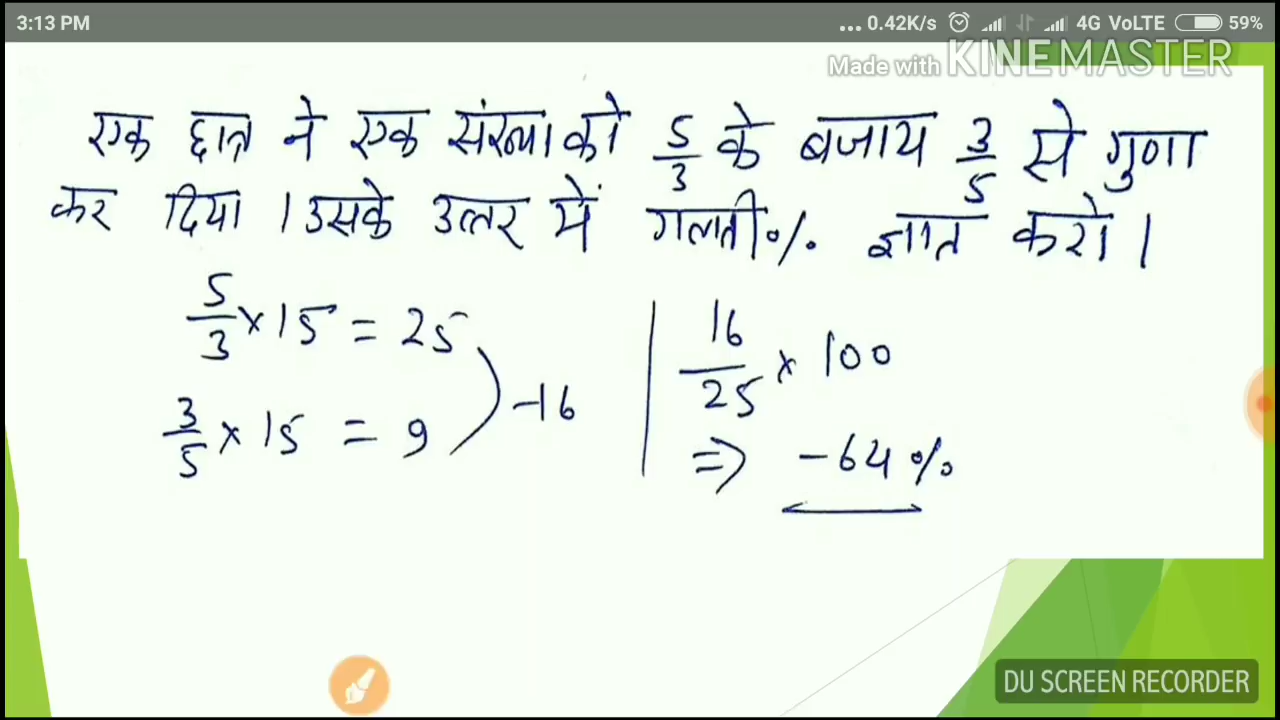 3:13 PM
... 0.42K/s 4G VoLTE 59%
Made with KINEMASTER
एक छात्र ने एक संख्या को 5/3 के बजाय 3/5 से गुणा
कर दिया । उसके उत्तर में गलती % ज्ञात करो ।
5/3 × 15 = 25
3/5 × 15 = 9
-16
16/25 × 100
⇒ -64 %
DU SCREEN RECORDER